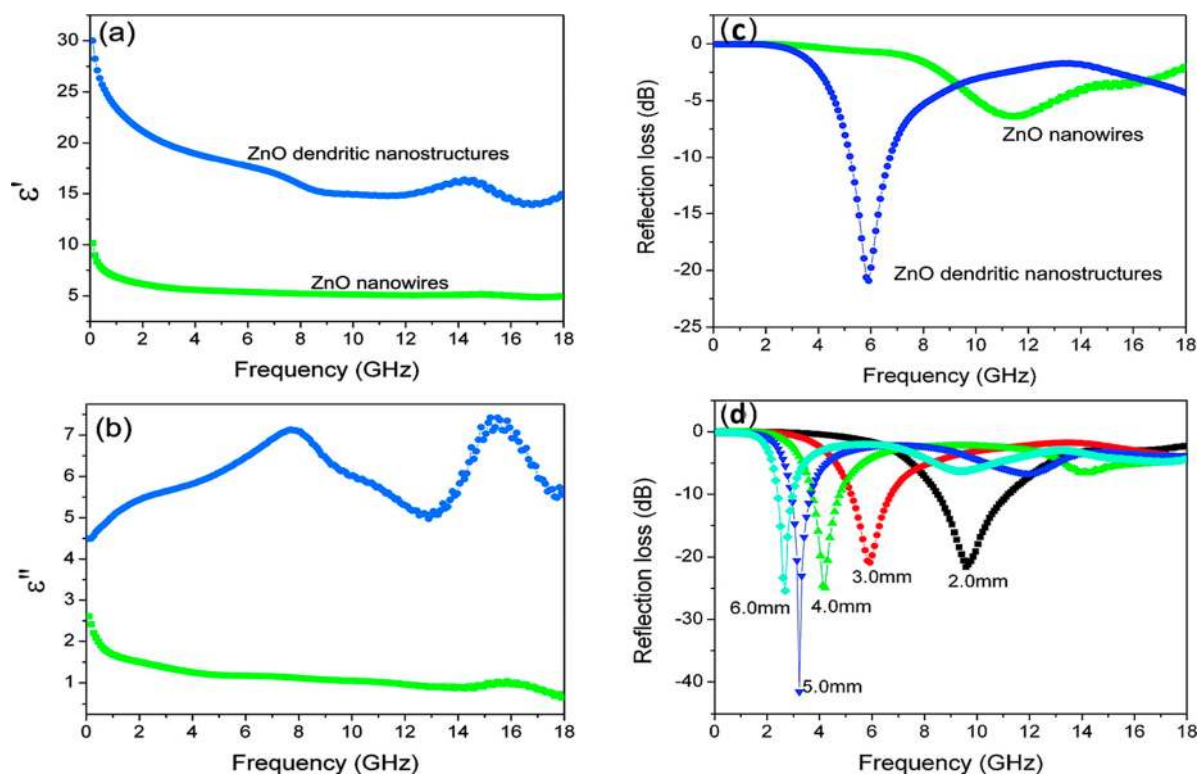 (a)
30
25
20
15
10
5
ε'
ZnO dendritic nanostructures
ZnO nanowires
0 2 4 6 8 10 12 14 16 18
Frequency (GHz)
(b)
7
6
5
4
3
2
1
ε''
0 2 4 6 8 10 12 14 16 18
Frequency (GHz)
(c)
0
-5
-10
-15
-20
-25
Reflection loss (dB)
ZnO nanowires
ZnO dendritic nanostructures
0 2 4 6 8 10 12 14 16 18
Frequency (GHz)
(d)
0
-10
-20
-30
-40
Reflection loss (dB)
6.0mm
5.0mm
4.0mm
3.0mm
2.0mm
0 2 4 6 8 10 12 14 16 18
Frequency (GHz)